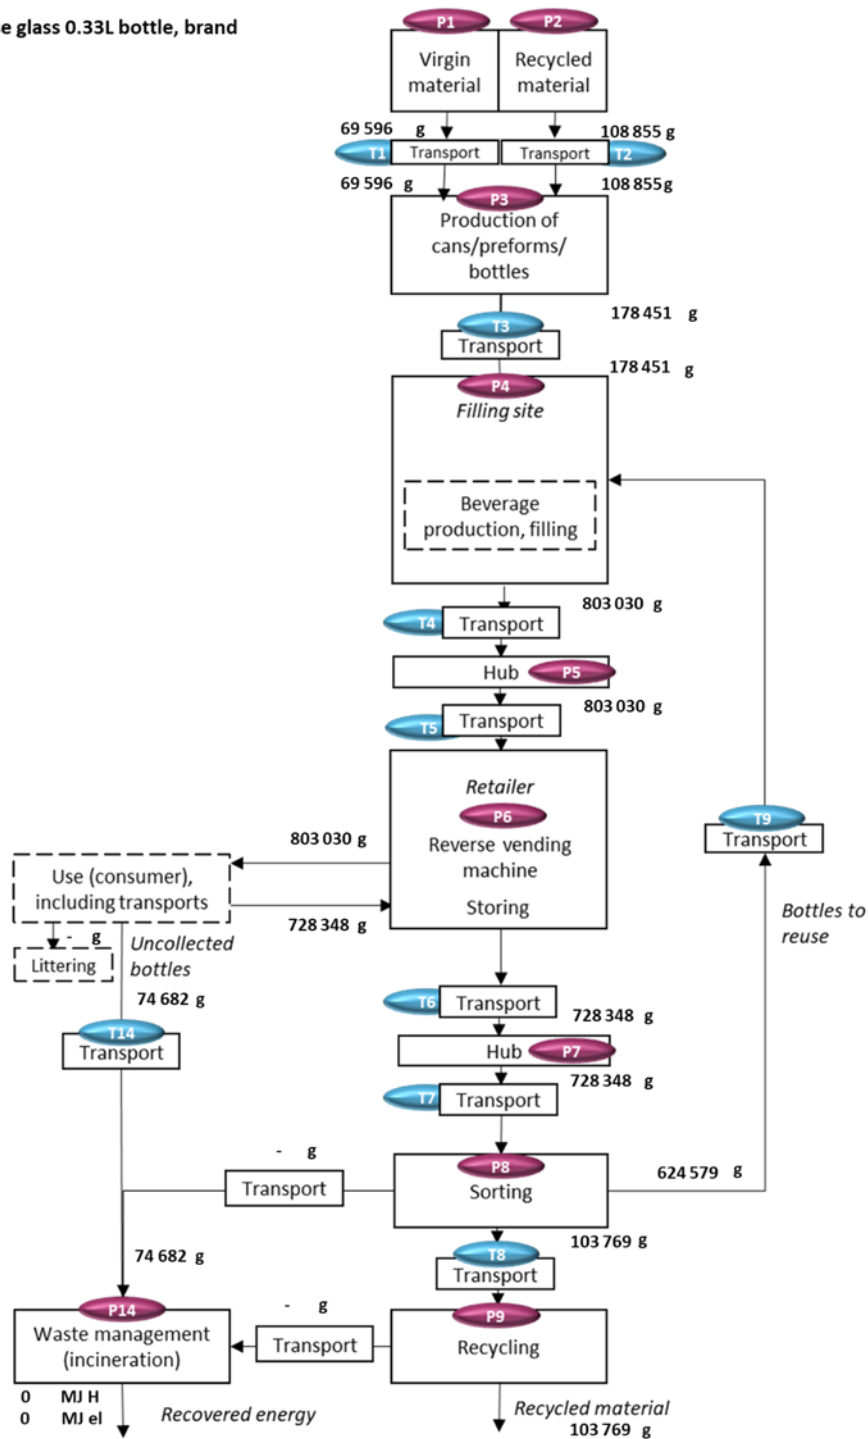 e glass 0.33L bottle, brand
P1
P2
Virgin
material
Recycled
material
69 596 g
108 855 g
T1
Transport
Transport
T2
69 596 g
108 855g
P3
Production of
cans/preforms/
bottles
178 451 g
T3
Transport
178 451 g
P4
Filling site
Beverage
production, filling
803 030 g
T4
Transport
Hub
P5
803 030 g
T5
Transport
Retailer
P6
Reverse vending
machine
Storing
T9
Transport
803 030 g
Use (consumer),
including transports
728 348 g
Bottles to
reuse
- g
Littering
Uncollected
bottles
74 682 g
T14
Transport
T6
Transport
728 348 g
Hub
P7
728 348 g
T7
Transport
- g
Transport
P8
Sorting
624 579 g
74 682 g
103 769 g
T8
Transport
P14
Waste management
(incineration)
- g
Transport
P9
Recycling
0 MJ H
0 MJ el
Recovered energy
Recycled material
103 769 g